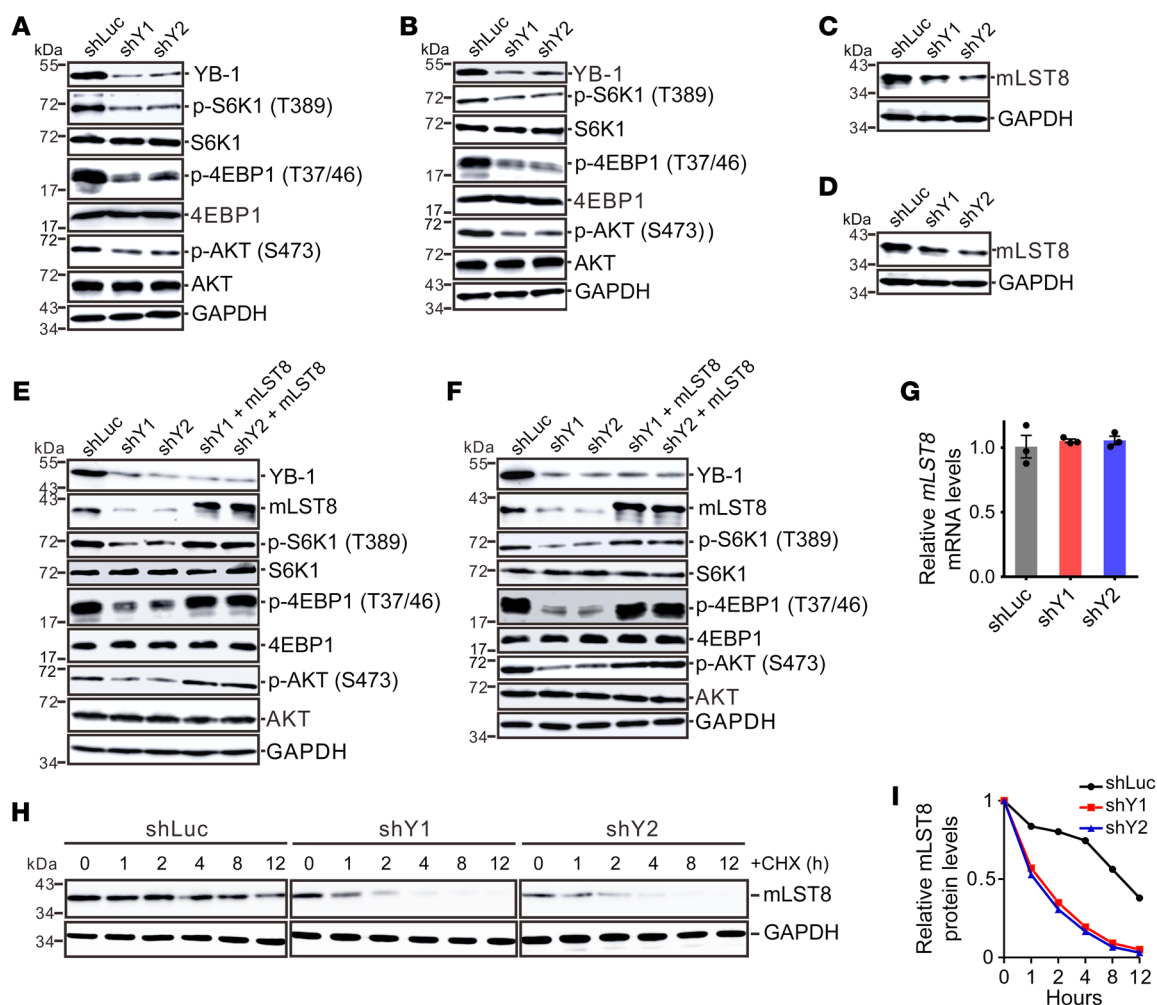 A
kDa
shLuc
shY1
shY2
55
YB-1
72
p-S6K1 (T389)
72
S6K1
p-4EBP1 (T37/46)
17
4EBP1
17
72
p-AKT (S473)
72
AKT
43
GAPDH
34
B
kDa
shLuc
shY1
shY2
55
YB-1
72
p-S6K1 (T389)
72
S6K1
p-4EBP1 (T37/46)
17
4EBP1
17
72
p-AKT (S473))
72
AKT
43
GAPDH
34
C
kDa
shLuc
shY1
shY2
43
mLST8
34
GAPDH
34
D
kDa
shLuc
shY1
shY2
43
mLST8
34
GAPDH
34
E
kDa
shLuc
shY1
shY2
shY1 + mLST8
shY2 + mLST8
55
YB-1
43
43
mLST8
72
p-S6K1 (T389)
72
S6K1
p-4EBP1 (T37/46)
17
4EBP1
17
72
p-AKT (S473)
72
AKT
GAPDH
34
F
kDa
shLuc
shY1
shY2
shY1 + mLST8
shY2 + mLST8
55
YB-1
43
mLST8
72
p-S6K1 (T389)
72
S6K1
p-4EBP1 (T37/46)
17
4EBP1
17
72
p-AKT (S473)
72
AKT
GAPDH
34
G
Relative mLST8
mRNA levels
1.0
0.5
0.0
shLuc
shY1
shY2
H
shLuc shY1 shY2
kDa 0 1 2 4 8 12 0 1 2 4 8 12 0 1 2 4 8 12 +CHX (h)
43
mLST8
34
GAPDH
34
I
shLuc
shY1
shY2
Relative mLST8
protein levels
1
0.5
0
0 1 2 4 8 12
Hours